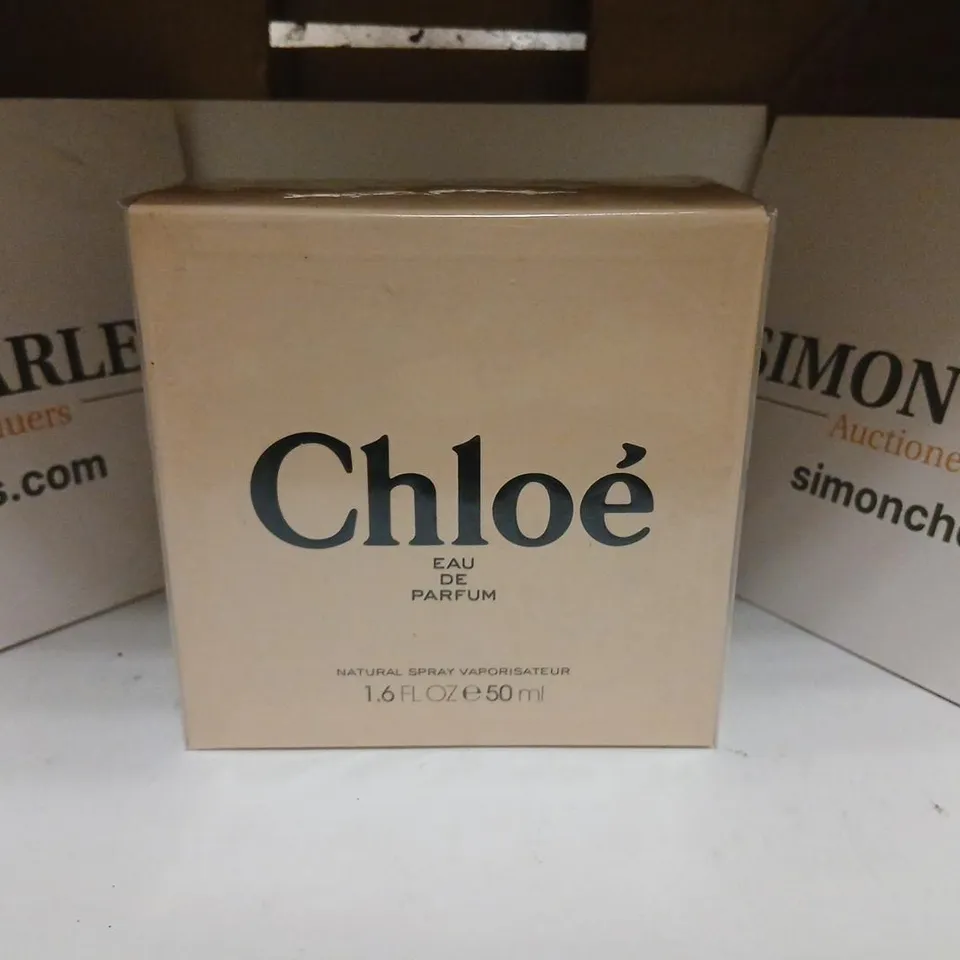 Chloé
EAU
DE
PARFUM
NATURAL SPRAY VAPORISATEUR
1.6 FL OZ e 50 ml
ARLE
uers
s.com
SIMON
Auctione
simonch